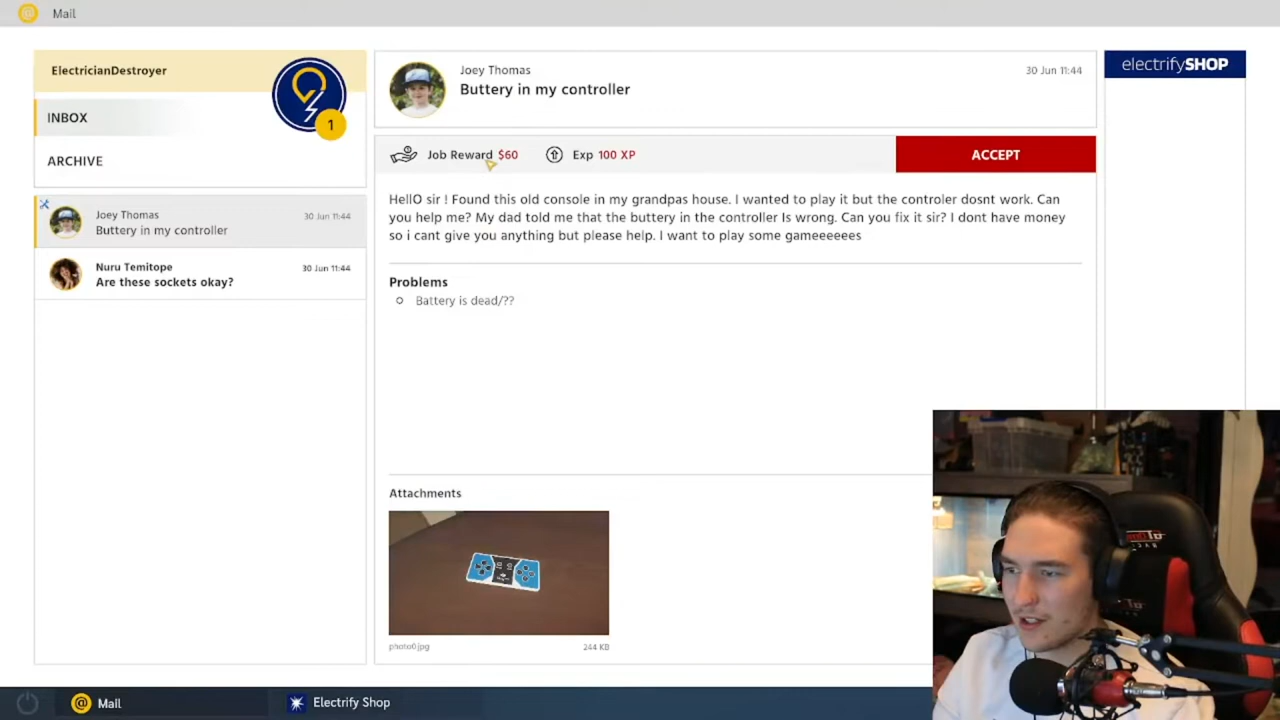 Mail
ElectricianDestroyer
1
INBOX
ARCHIVE
Joey Thomas
30 Jun 11:44
Buttery in my controller
Nuru Temitope
30 Jun 11:44
Are these sockets okay?
Joey Thomas
30 Jun 11:44
Buttery in my controller
Job Reward $60
Exp 100 XP
ACCEPT
HellO sir ! Found this old console in my grandpas house. I wanted to play it but the controler dosnt work. Can
you help me? My dad told me that the buttery in the controller Is wrong. Can you fix it sir? I dont have money
so i cant give you anything but please help. I want to play some gameeeeees
Problems
Battery is dead/??
Attachments
photo0.jpg
244 KB
electrifySHOP
Mail
Electrify Shop